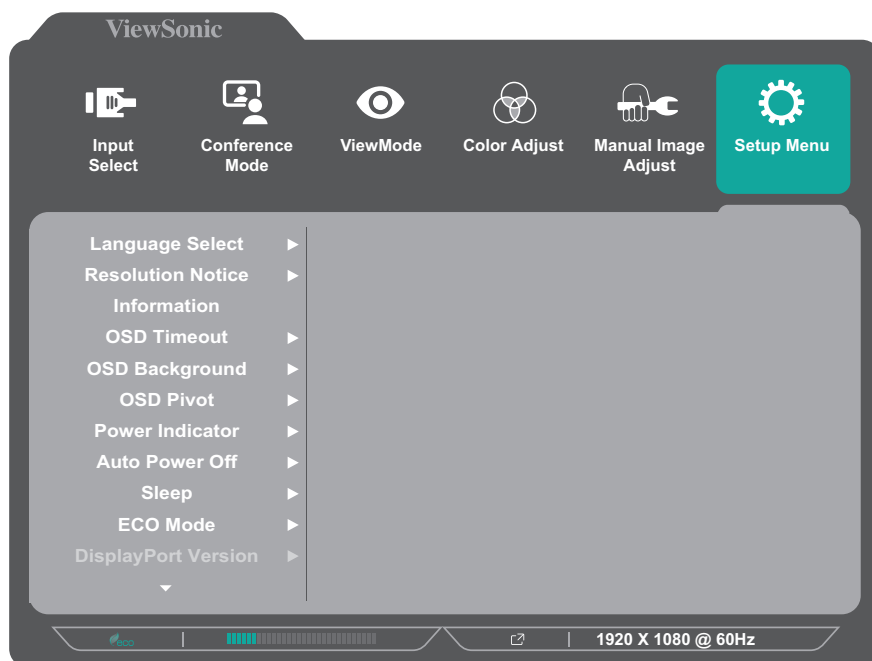 ViewSonic
Input
Select
Conference
Mode
ViewMode
Color Adjust
Manual Image
Adjust
Setup Menu
Language Select
Resolution Notice
Information
OSD Timeout
OSD Background
OSD Pivot
Power Indicator
Auto Power Off
Sleep
ECO Mode
DisplayPort Version
eco
1920 X 1080 @ 60Hz